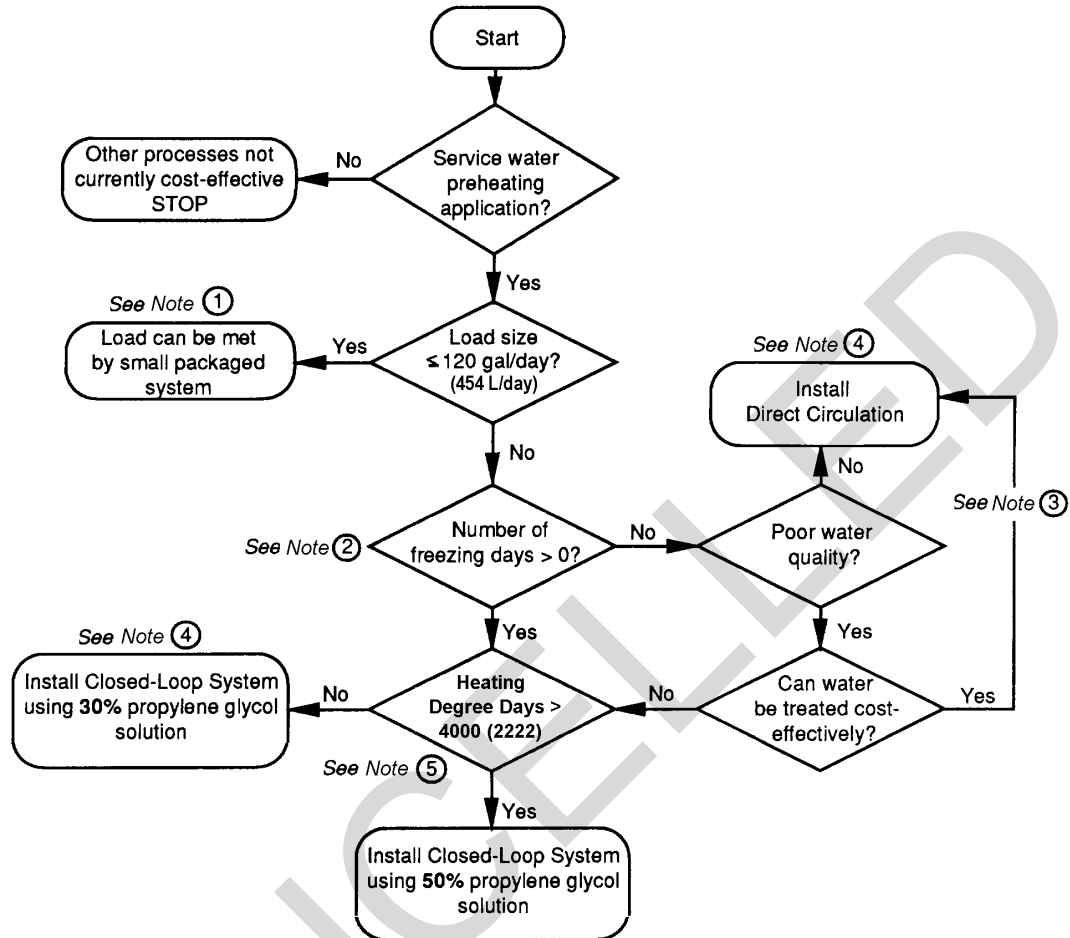 Start
Service water
preheating
application?
No
Other processes not
currently cost-effective
STOP
Yes
See Note 1
Load can be met
by small packaged
system
Yes
Load size
≤ 120 gal/day?
(454 L/day)
See Note 4
Install
Direct Circulation
No
No
See Note 3
See Note 2
Number of
freezing days > 0?
No
Poor water
quality?
Yes
Yes
See Note 4
Install Closed-Loop System
using 30% propylene glycol
solution
No
Heating
Degree Days >
4000 (2222)
No
Can water
be treated cost-
effectively?
Yes
See Note 5
Yes
Install Closed-Loop System
using 50% propylene glycol
solution
NCELLED